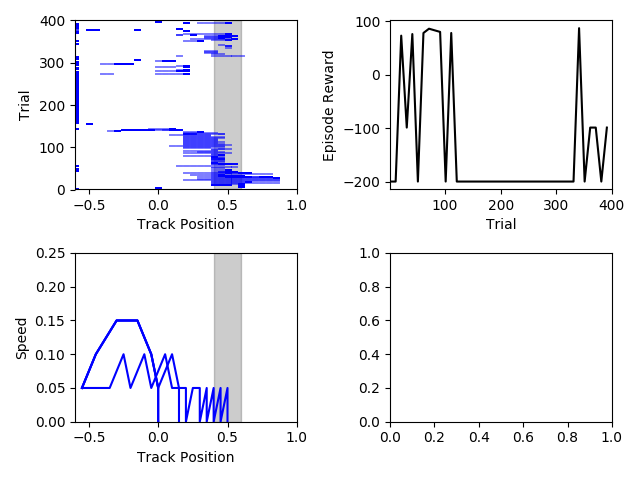 400
300
200
100
0
Trial
−0.5 0.0 0.5 1.0
Track Position
100
0
−100
−200
Episode Reward
100 200 300 400
Trial
0.25
0.20
0.15
0.10
0.05
0.00
Speed
−0.5 0.0 0.5 1.0
Track Position
1.0
0.8
0.6
0.4
0.2
0.0
0.0 0.2 0.4 0.6 0.8 1.0